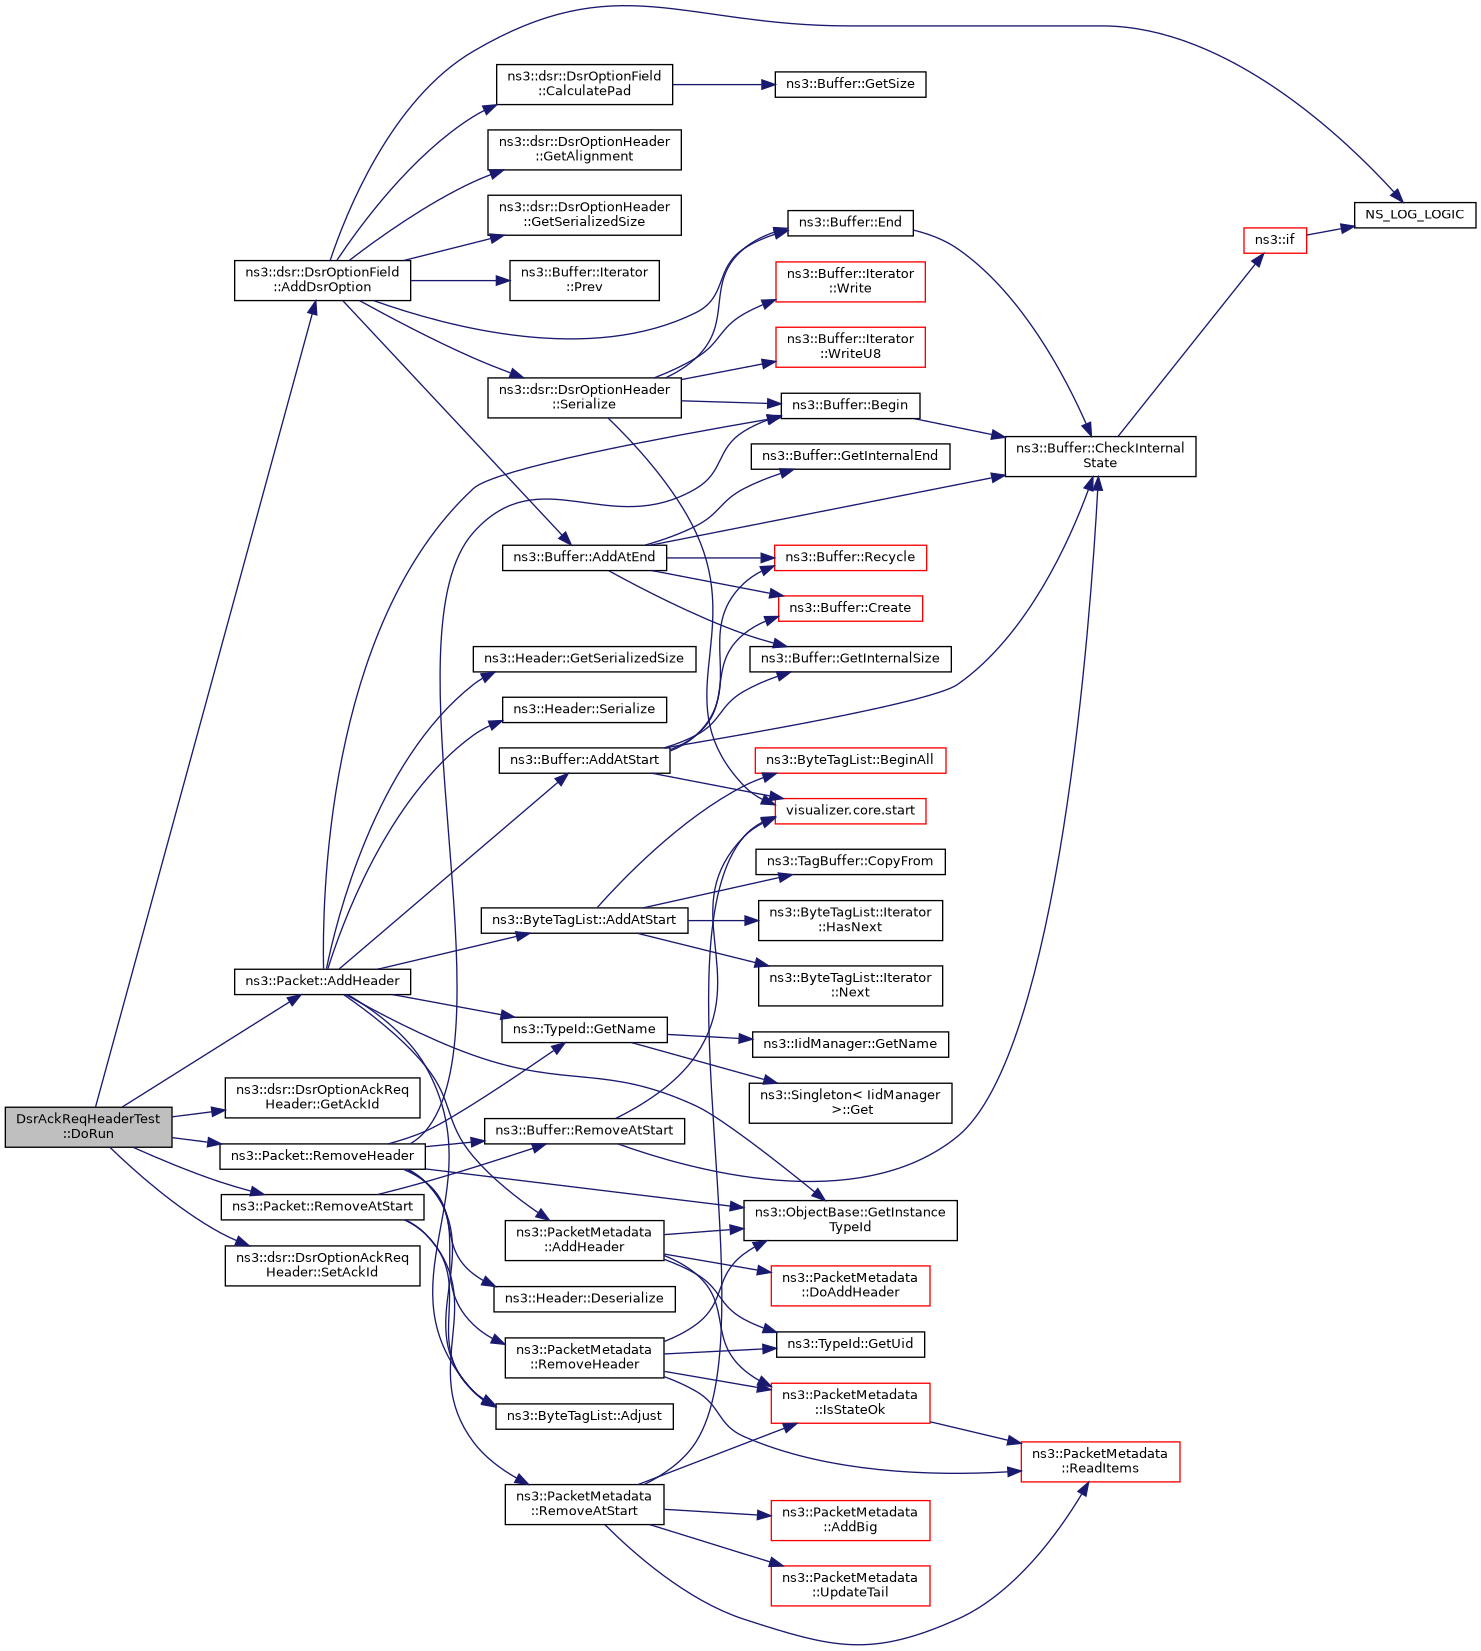 ns3::dsr::DsrOptionField
::CalculatePad
ns3::Buffer::GetSize
ns3::dsr::DsrOptionHeader
::GetAlignment
ns3::dsr::DsrOptionHeader
::GetSerializedSize
NS_LOG_LOGIC
ns3::Buffer::End
ns3::if
ns3::dsr::DsrOptionField
::AddDsrOption
ns3::Buffer::Iterator
::Prev
ns3::Buffer::Iterator
::Write
ns3::Buffer::Iterator
::WriteU8
ns3::dsr::DsrOptionHeader
::Serialize
ns3::Buffer::Begin
ns3::Buffer::CheckInternal
State
ns3::Buffer::GetInternalEnd
ns3::Buffer::AddAtEnd
ns3::Buffer::Recycle
ns3::Buffer::Create
ns3::Header::GetSerializedSize
ns3::Buffer::GetInternalSize
ns3::Header::Serialize
ns3::Buffer::AddAtStart
ns3::ByteTagList::BeginAll
visualizer.core.start
ns3::TagBuffer::CopyFrom
ns3::ByteTagList::AddAtStart
ns3::ByteTagList::Iterator
::HasNext
ns3::Packet::AddHeader
ns3::ByteTagList::Iterator
::Next
ns3::TypeId::GetName
ns3::IidManager::GetName
ns3::dsr::DsrOptionAckReq
Header::GetAckId
ns3::Singleton< IidManager
>::Get
DsrAckReqHeaderTest
::DoRun
ns3::Buffer::RemoveAtStart
ns3::Packet::RemoveHeader
ns3::Packet::RemoveAtStart
ns3::ObjectBase::GetInstance
TypeId
ns3::PacketMetadata
::AddHeader
ns3::dsr::DsrOptionAckReq
Header::SetAckId
ns3::PacketMetadata
::DoAddHeader
ns3::Header::Deserialize
ns3::TypeId::GetUid
ns3::PacketMetadata
::RemoveHeader
ns3::PacketMetadata
::IsStateOk
ns3::ByteTagList::Adjust
ns3::PacketMetadata
::ReadItems
ns3::PacketMetadata
::RemoveAtStart
ns3::PacketMetadata
::AddBig
ns3::PacketMetadata
::UpdateTail